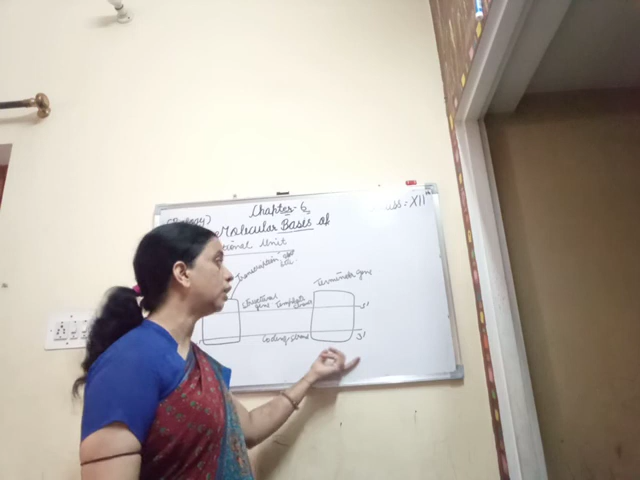 (Biology) Chapter-6 Class-XII
Molecular Basis of
Unit
Transcription
Structural gene
Template strand
Terminator gene
5'
Coding-strand
3'